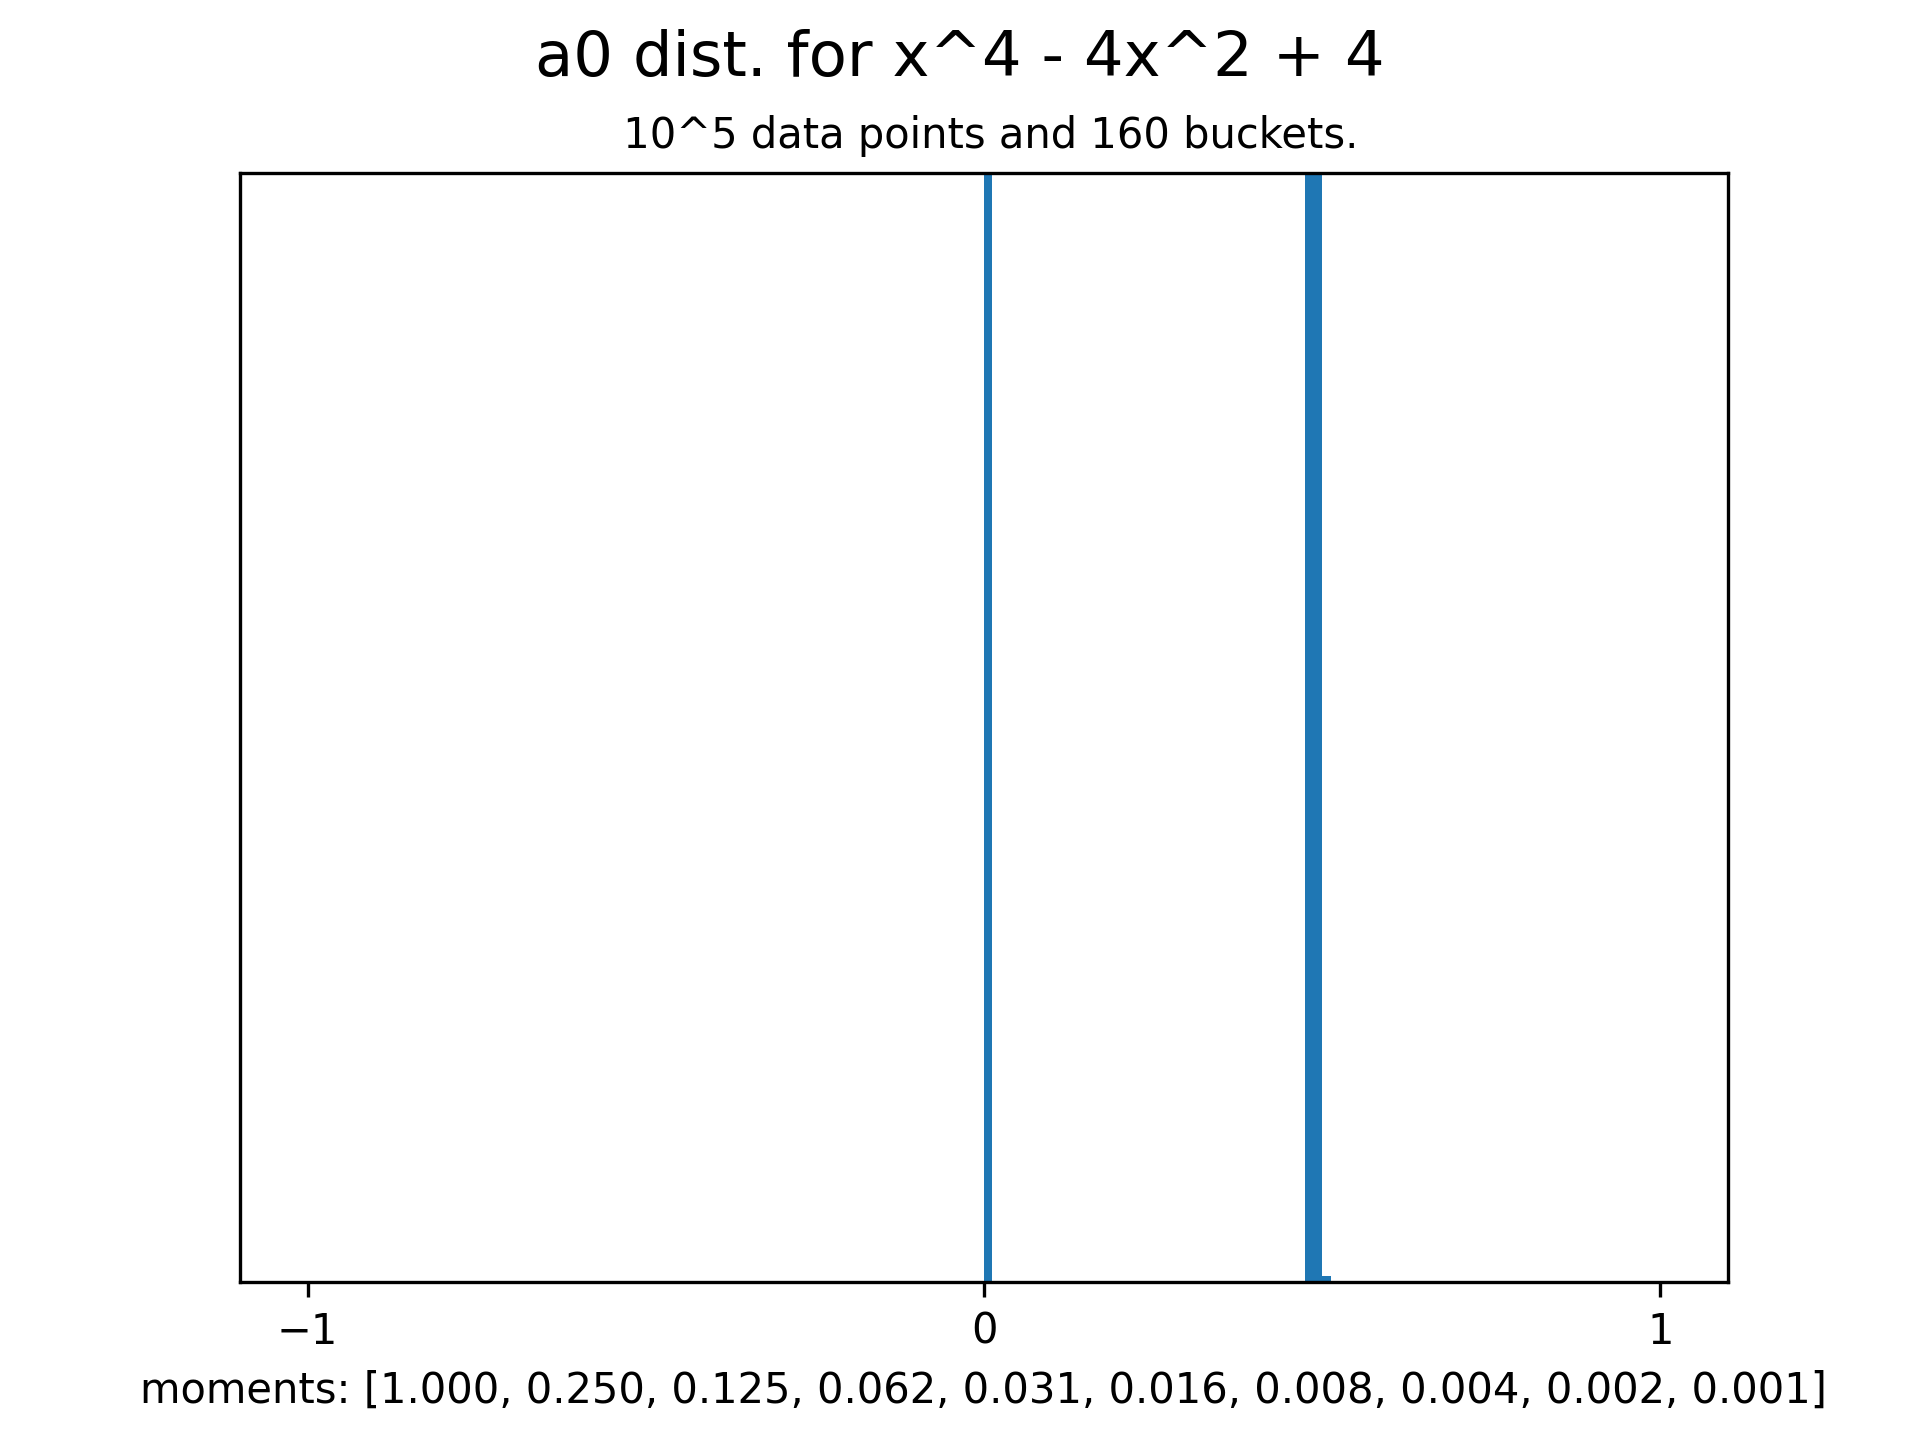 a0 dist. for x^4 - 4x^2 + 4
10^5 data points and 160 buckets.
−1 0 1
moments: [1.000, 0.250, 0.125, 0.062, 0.031, 0.016, 0.008, 0.004, 0.002, 0.001]